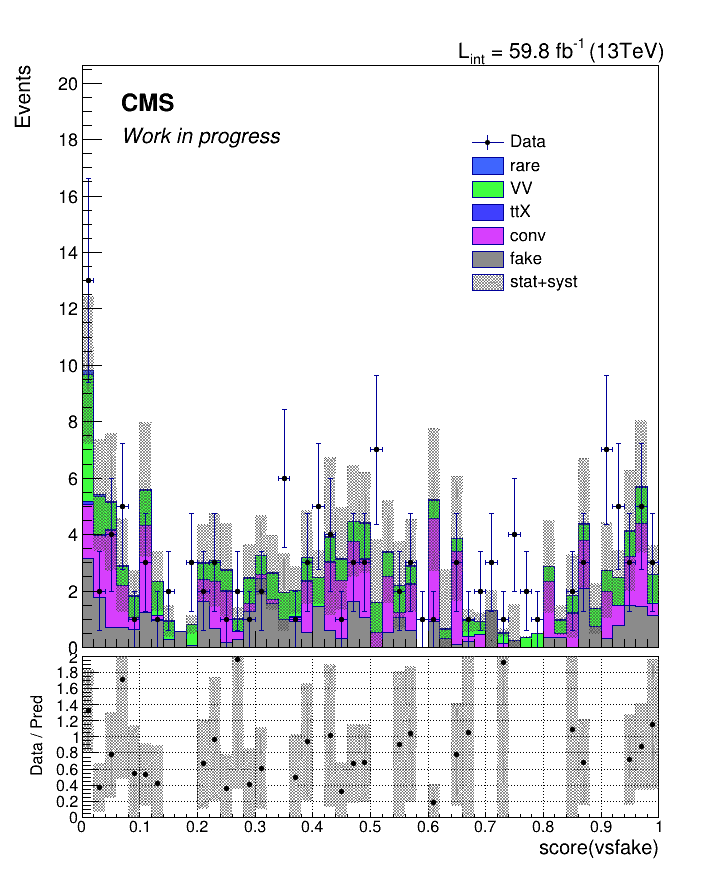 L_int = 59.8 fb^-1 (13TeV)
Events
CMS
Work in progress
Data
rare
VV
ttX
conv
fake
stat+syst
20
18
16
14
12
10
8
6
4
2
0
Data / Pred
2
1.8
1.6
1.4
1.2
1
0.8
0.6
0.4
0.2
0
0 0.1 0.2 0.3 0.4 0.5 0.6 0.7 0.8 0.9 1
score(vsfake)